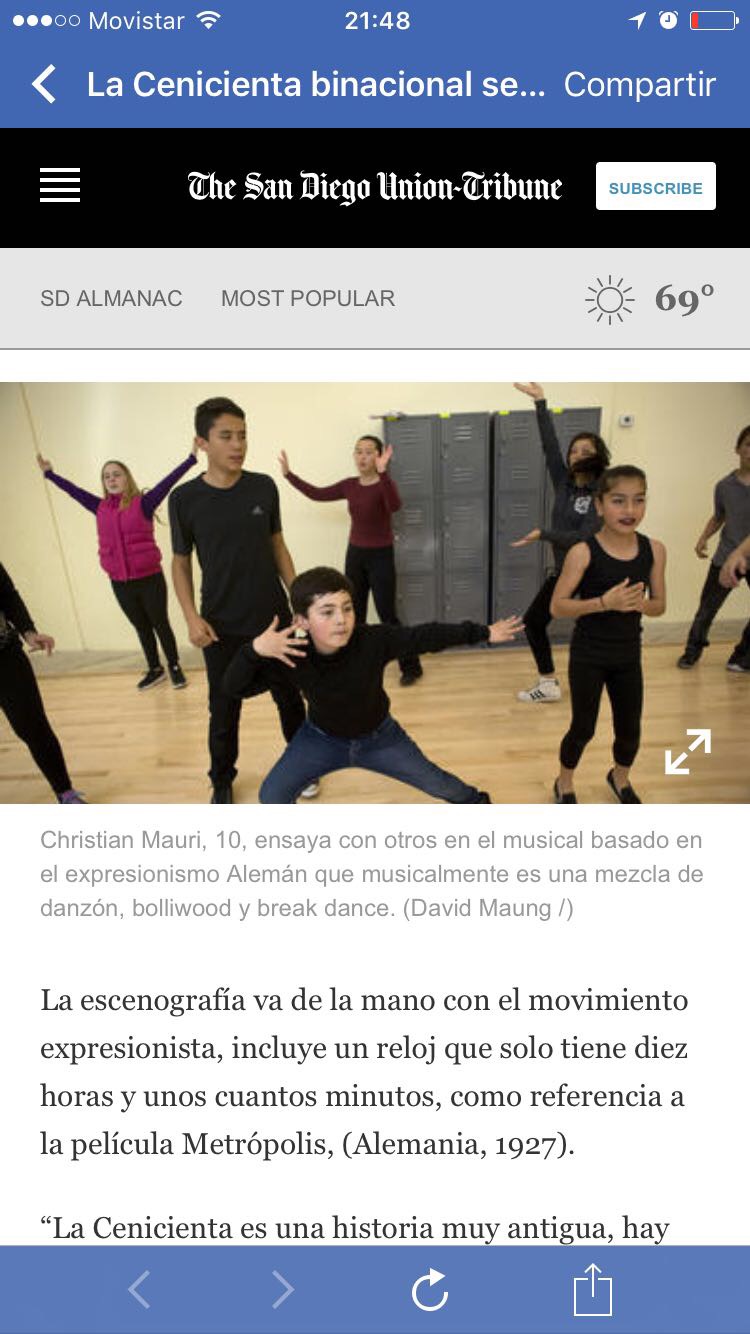 Movistar 21:48
La Cenicienta binacional se... Compartir
The San Diego Union-Tribune SUBSCRIBE
SD ALMANAC MOST POPULAR 69°
Christian Mauri, 10, ensaya con otros en el musical basado en
el expresionismo Alemán que musicalmente es una mezcla de
danzón, bolliwood y break dance. (David Maung /)
La escenografía va de la mano con el movimiento
expresionista, incluye un reloj que solo tiene diez
horas y unos cuantos minutos, como referencia a
la película Metrópolis, (Alemania, 1927).
“La Cenicienta es una historia muy antigua, hay